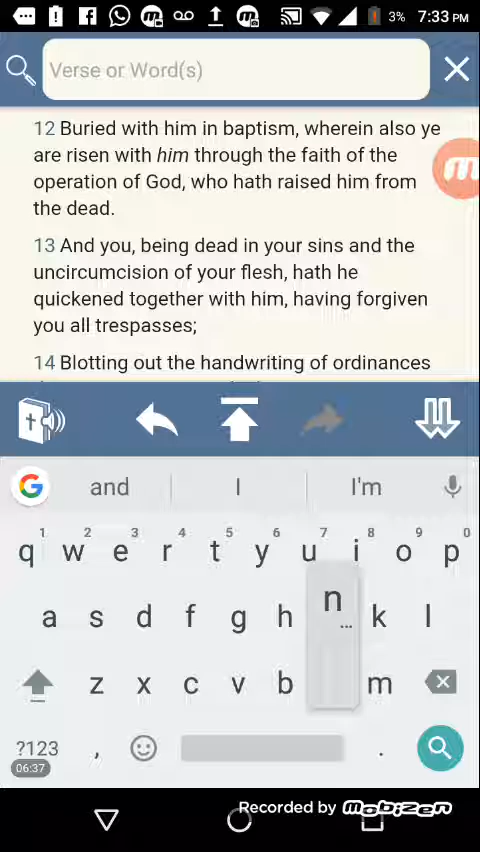 3% 7:33 PM
Verse or Word(s)
12 Buried with him in baptism, wherein also ye
are risen with him through the faith of the
operation of God, who hath raised him from
the dead.
13 And you, being dead in your sins and the
uncircumcision of your flesh, hath he
quickened together with him, having forgiven
you all trespasses;
14 Blotting out the handwriting of ordinances
and I I'm
1 2 3 4 5 6 7 8 9 0
q w e r t y u i o p
a s d f g h n ... k l
z x c v b m
?123 , .
06:37
Recorded by mobizen